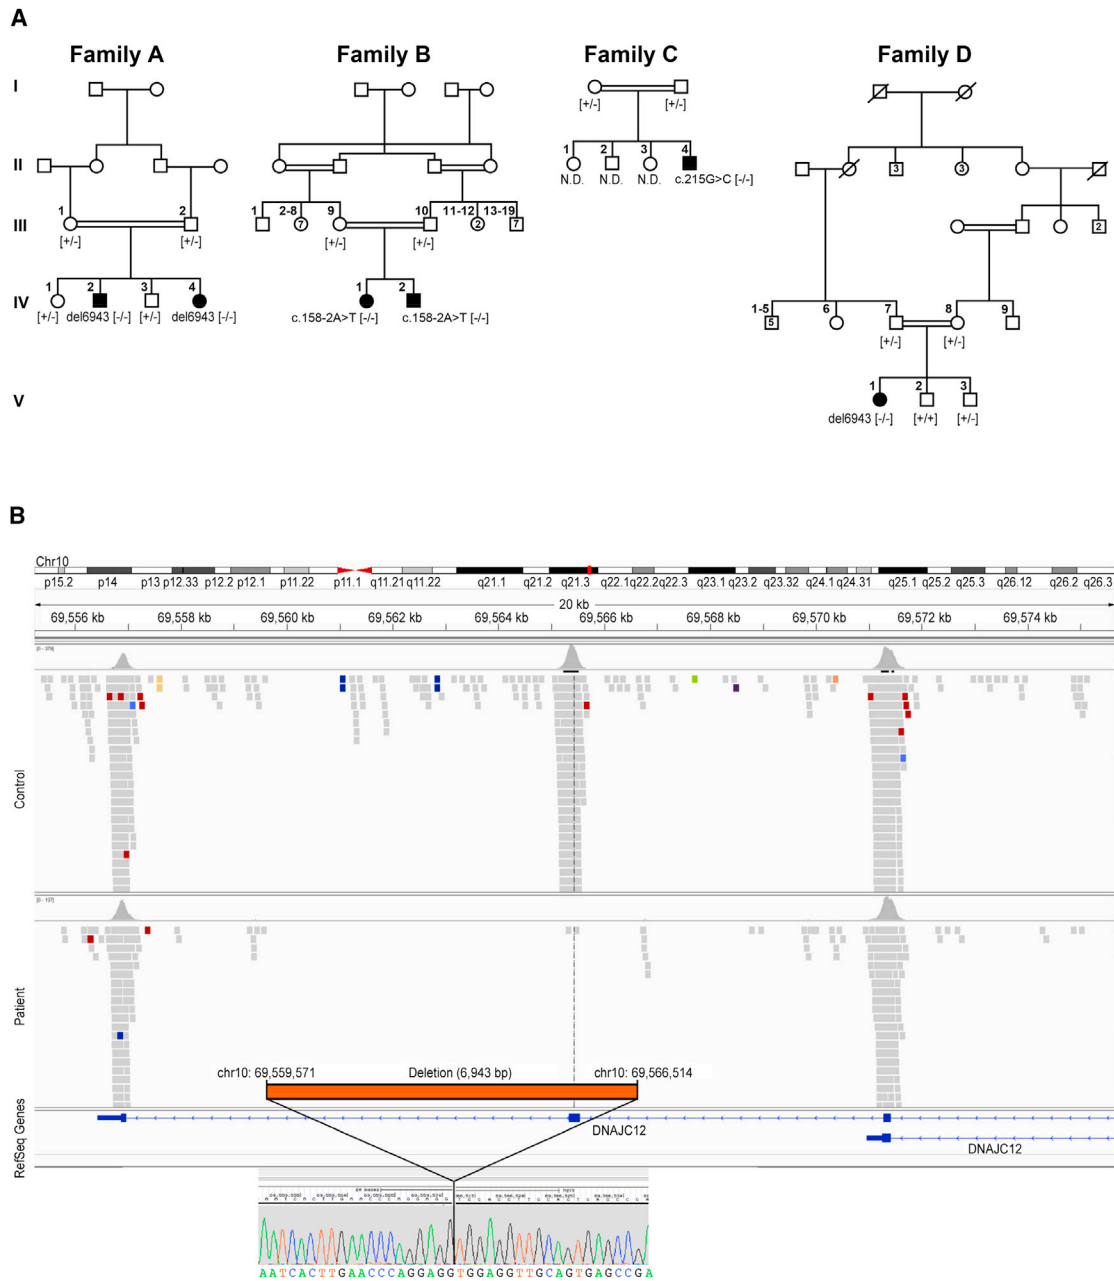 A
Family A Family B Family C Family D
I
[+/-] [+/-]
II
1 2 3 4
3 3
N.D. N.D. N.D. c.215G>C [-/-]
1 2 1 2-8 9 10 11-12 13-19
III
7 2 7 2
[+/-] [+/-] [+/-] [+/-]
1 2 3 4 1 2 1-5 6 7 8 9
IV
5
[+/-] del6943 [-/-] [+/-] del6943 [-/-] c.158-2A>T [-/-] c.158-2A>T [-/-] [+/-] [+/-]
1 2 3
V
del6943 [-/-] [+/+] [+/-]
B
Chr10
p15.2 p14 p13 p12.33 p12.2 p12.1 p11.22 p11.1 q11.21 q11.22 q21.1 q21.2 q21.3 q22.1 q22.2 q22.3 q23.1 q23.2 q23.32 q24.1 q24.31 q25.1 q25.2 q25.3 q26.12 q26.2 q26.3
20 kb
69,556 kb 69,558 kb 69,560 kb 69,562 kb 69,564 kb 69,566 kb 69,568 kb 69,570 kb 69,572 kb 69,574 kb
Control
Patient
chr10: 69,559,571 Deletion (6,943 bp) chr10: 69,566,514
RefSeq Genes
DNAJC12
DNAJC12
AATCACTTGAACCCAGGAGGTGGAGGTTGCAGTGAGCCGA